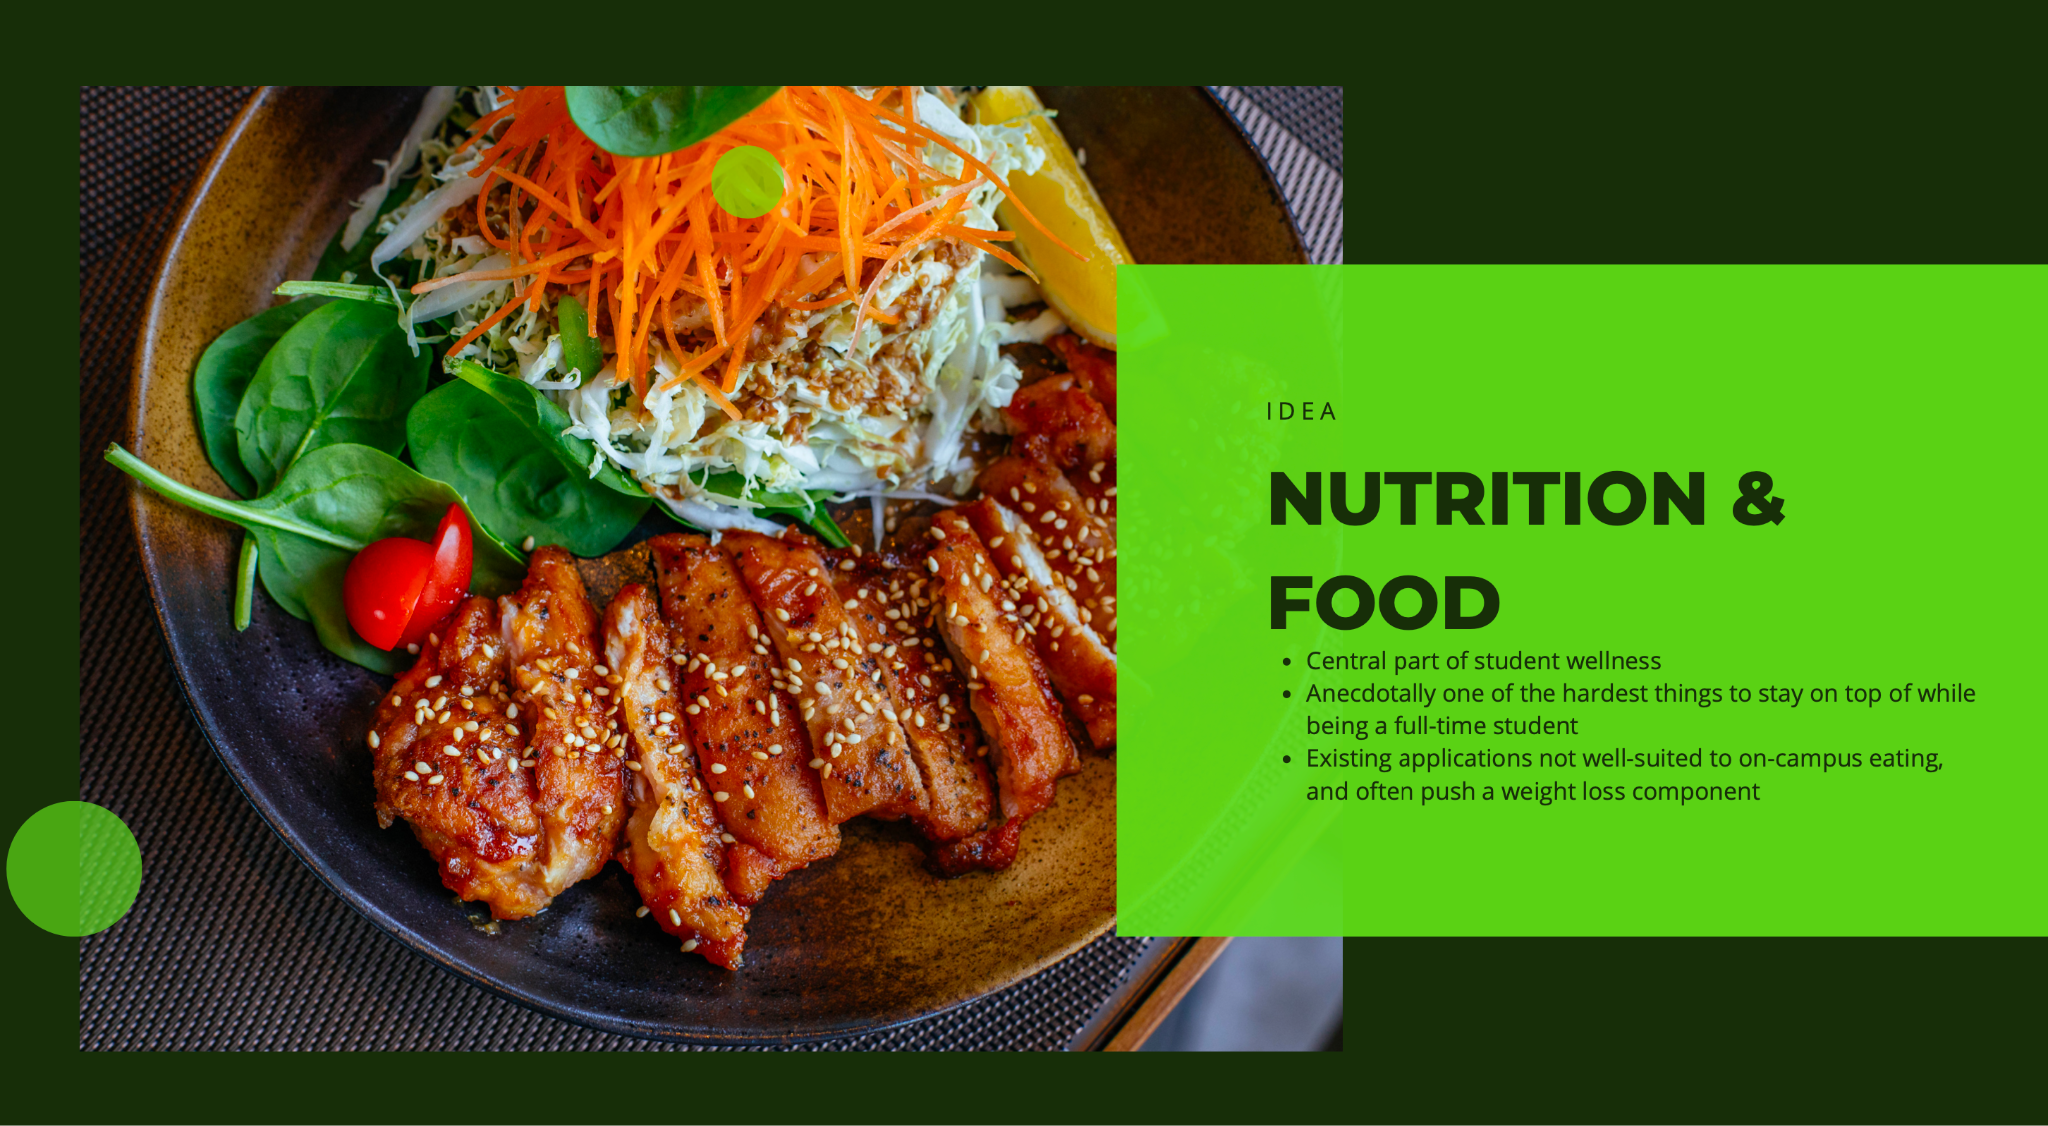 IDEA
NUTRITION &
FOOD
• Central part of student wellness
• Anecdotally one of the hardest things to stay on top of while
being a full-time student
• Existing applications not well-suited to on-campus eating,
and often push a weight loss component